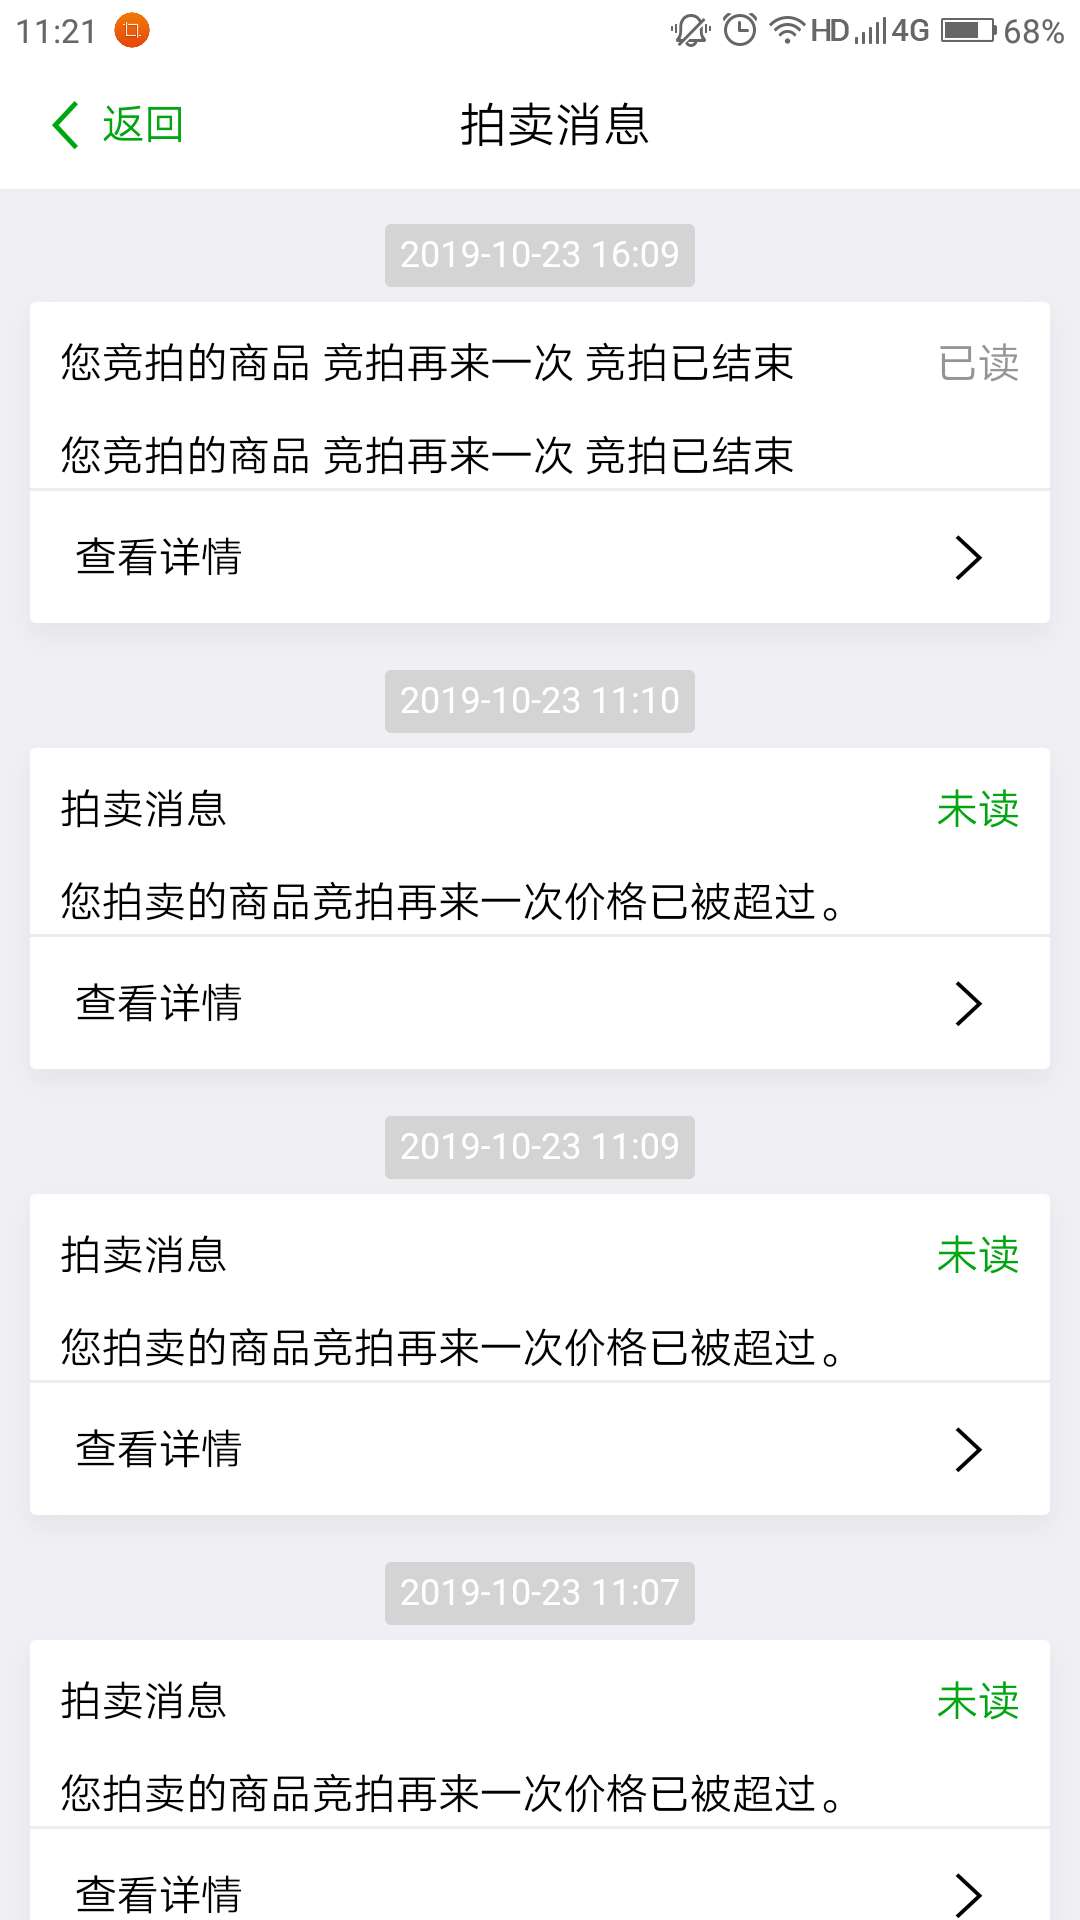 11:21 HD 4G 68%
返回 拍卖消息
2019-10-23 16:09
您竞拍的商品 竞拍再来一次 竞拍已结束 已读
您竞拍的商品 竞拍再来一次 竞拍已结束
查看详情
2019-10-23 11:10
拍卖消息 未读
您拍卖的商品竞拍再来一次价格已被超过。
查看详情
2019-10-23 11:09
拍卖消息 未读
您拍卖的商品竞拍再来一次价格已被超过。
查看详情
2019-10-23 11:07
拍卖消息 未读
您拍卖的商品竞拍再来一次价格已被超过。
查看详情